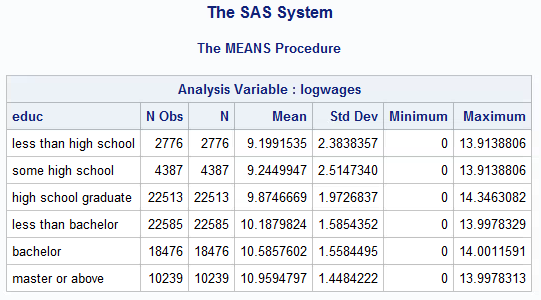 The SAS System
The MEANS Procedure
Analysis Variable : logwages
educ N Obs N Mean Std Dev Minimum Maximum
less than high school 2776 2776 9.1991535 2.3838357 0 13.9138806
some high school 4387 4387 9.2449947 2.5147340 0 13.9138806
high school graduate 22513 22513 9.8746669 1.9726837 0 14.3463082
less than bachelor 22585 22585 10.1879824 1.5854352 0 13.9978329
bachelor 18476 18476 10.5857602 1.5584495 0 14.0011591
master or above 10239 10239 10.9594797 1.4484222 0 13.9978313